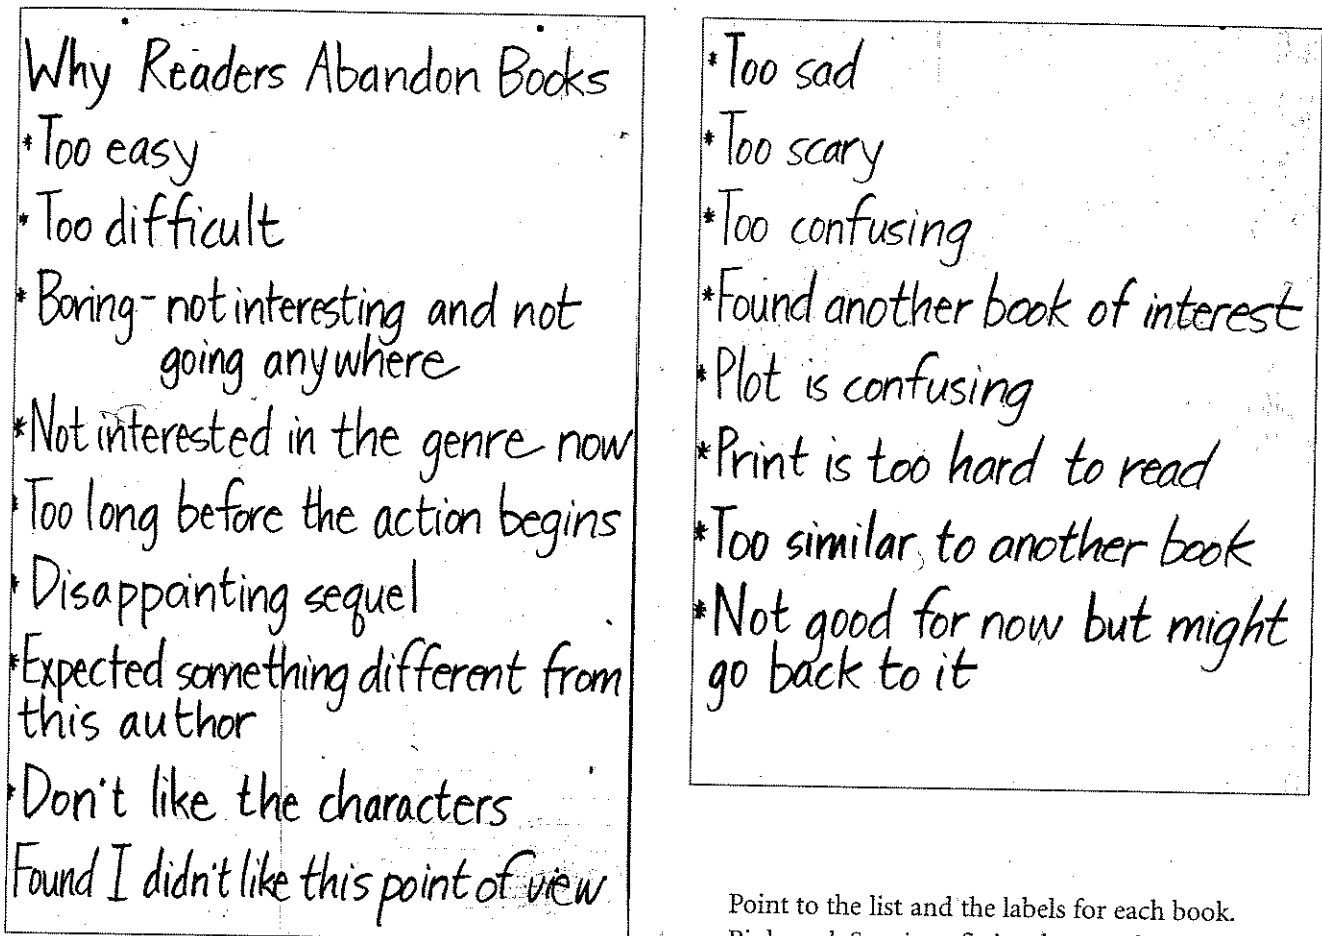 Why Readers Abandon Books
*Too easy
*Too difficult
*Boring-not interesting and not
going anywhere
*Not interested in the genre now
*Too long before the action begins
*Disappointing sequel
*Expected something different from
this author
*Don't like the characters
Found I didn't like this point of view
*Too sad
*Too scary
*Too confusing
*Found another book of interest
*Plot is confusing
*Print is too hard to read
*Too similar to another book
*Not good for now but might
go back to it
Point to the list and the labels for each book.